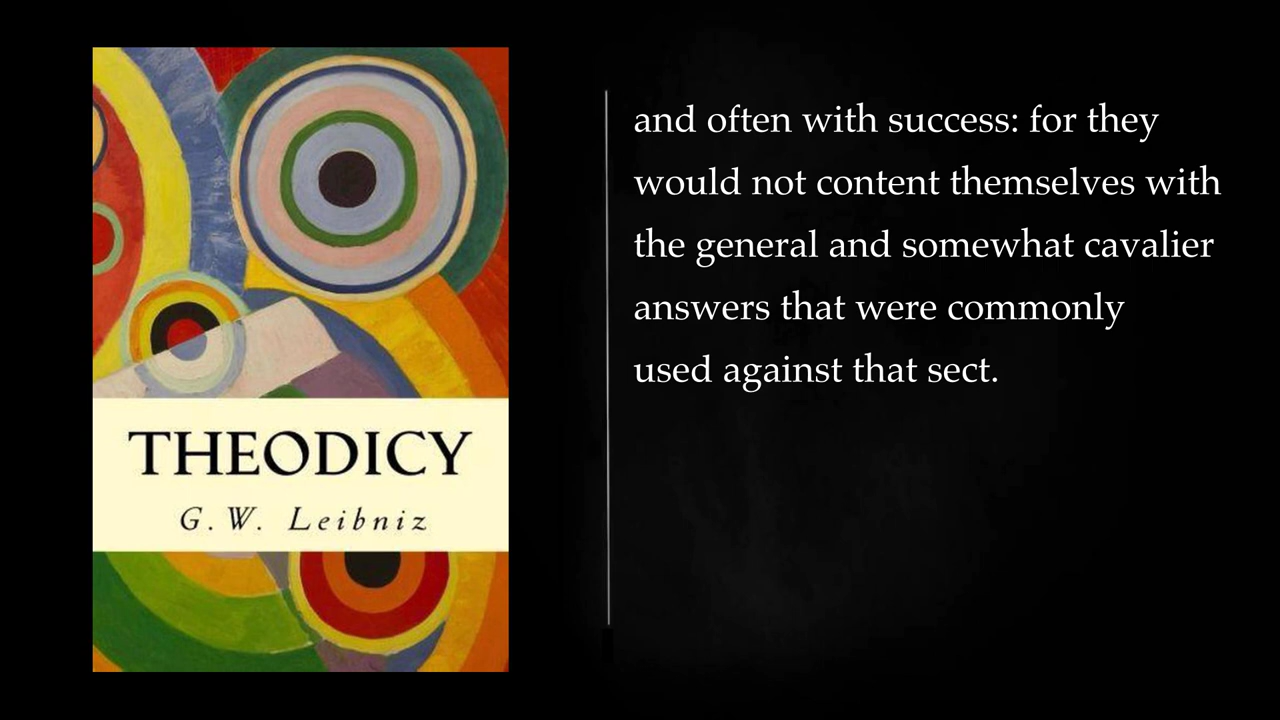 THEODICY
G. W. Leibniz
and often with success: for they
would not content themselves with
the general and somewhat cavalier
answers that were commonly
used against that sect.